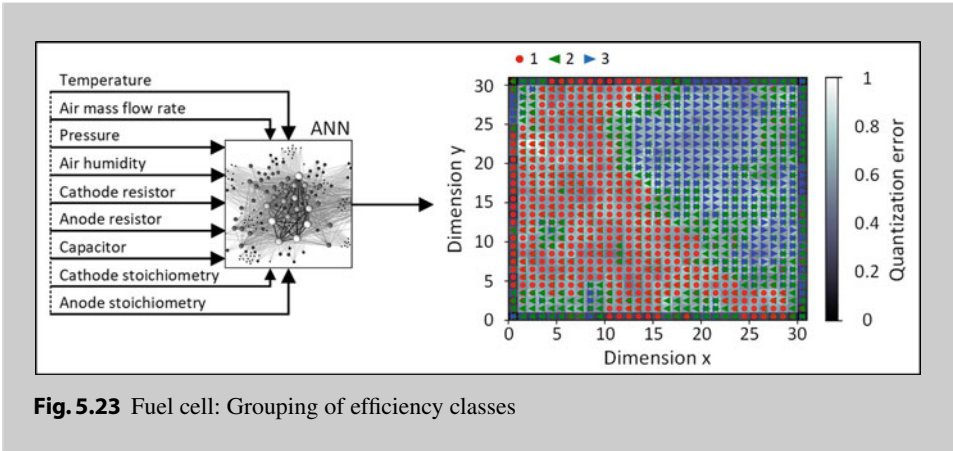 Temperature
Air mass flow rate
Pressure
Air humidity
Cathode resistor
Anode resistor
Capacitor
Cathode stoichiometry
Anode stoichiometry
ANN
1 2 3
Dimension y
30
25
20
15
10
5
0
0 5 10 15 20 25 30
Dimension x
1
0.8
0.6
0.4
0.2
0
Quantization error
Fig. 5.23 Fuel cell: Grouping of efficiency classes